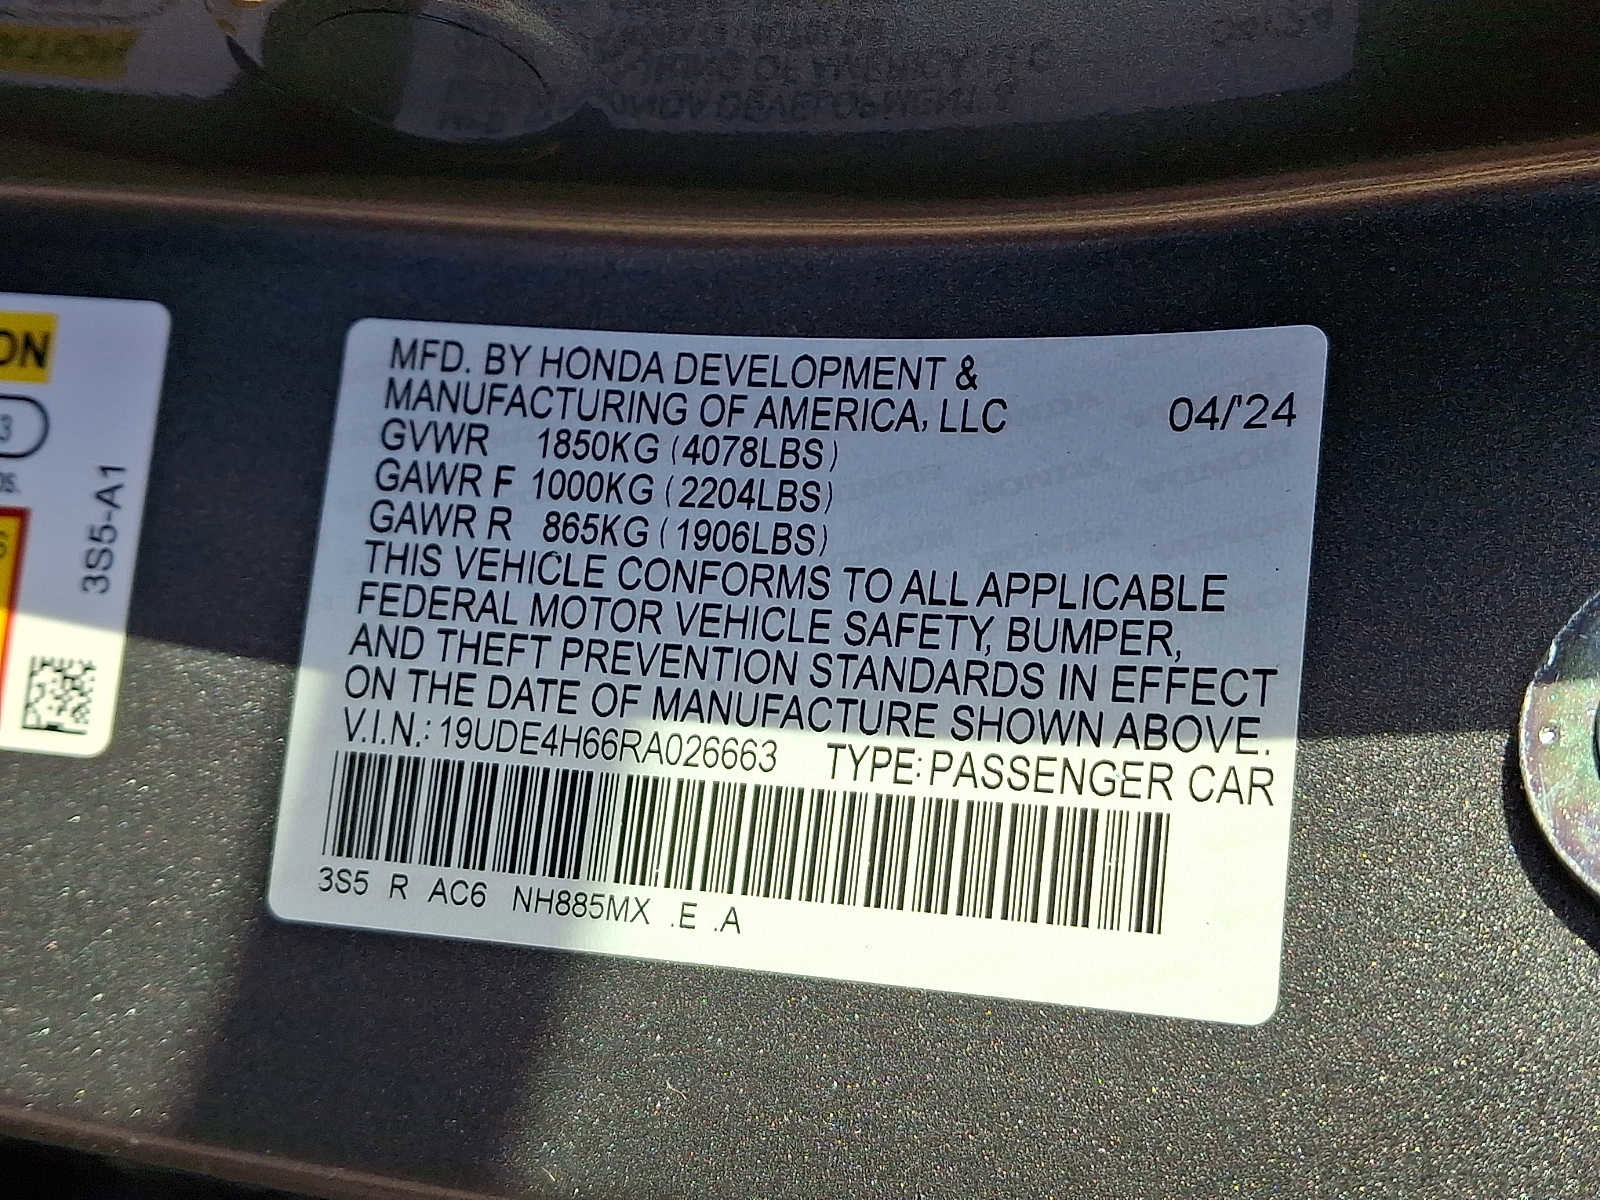 MFD. BY HONDA DEVELOPMENT &
MANUFACTURING OF AMERICA, LLC 04/'24
GVWR 1850KG (4078LBS)
GAWR F 1000KG (2204LBS)
GAWR R 865KG (1906LBS)
THIS VEHICLE CONFORMS TO ALL APPLICABLE
FEDERAL MOTOR VEHICLE SAFETY, BUMPER,
AND THEFT PREVENTION STANDARDS IN EFFECT
ON THE DATE OF MANUFACTURE SHOWN ABOVE.
V.I.N.: 19UDE4H66RA026663 TYPE: PASSENGER CAR
3S5 R AC6 NH885MX .E .A
3S5-A1